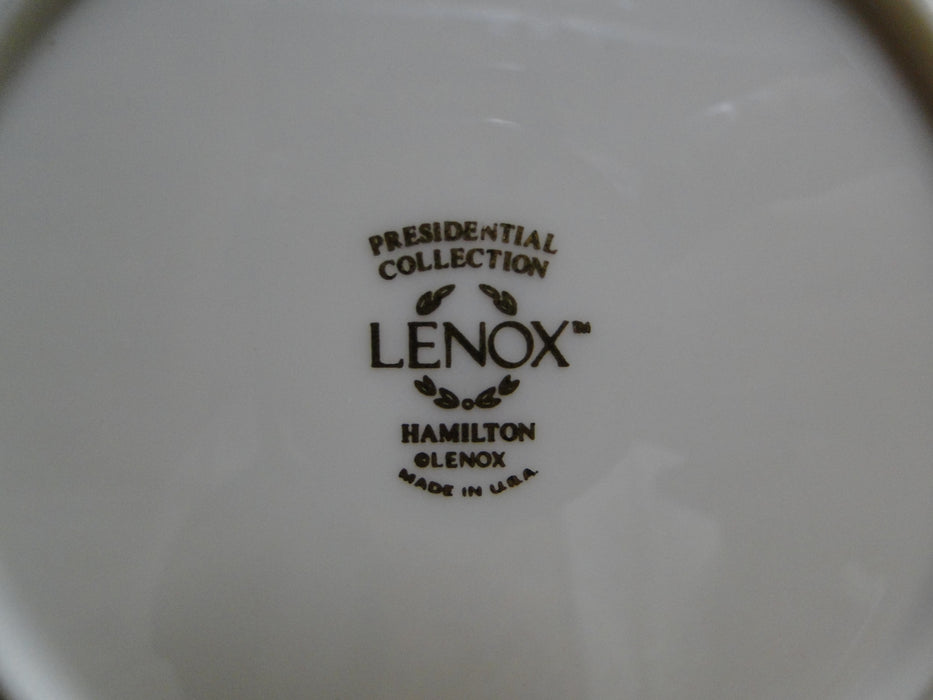 PRESIDENTIAL
COLLECTION
LENOX™
HAMILTON
©LENOX
MADE IN U.S.A.